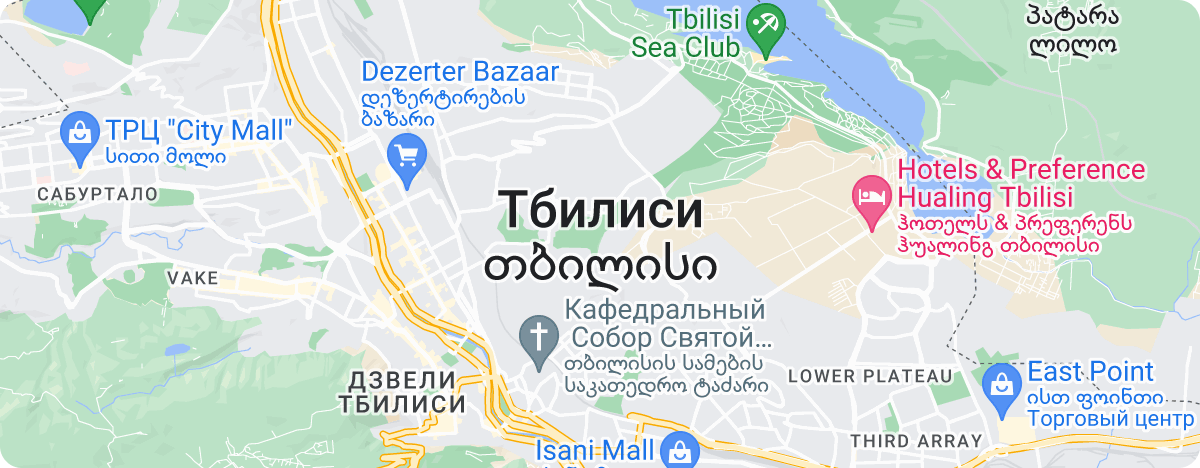 Tbilisi
Sea Club
პატარა
ლილო
Dezerter Bazaar
დეზერტირების
ბაზარი
ТРЦ "City Mall"
სითი მოლი
САБУРТАЛО
Hotels & Preference
Hualing Tbilisi
ჰოთელს & პრეფერენს
ჰუალინგ თბილისი
Тбилиси
თბილისი
VAKE
Кафедральный
Собор Святой...
თბილისის სამების
საკათედრო ტაძარი
ДЗВЕЛИ
ТБИЛИСИ
LOWER PLATEAU
East Point
ისთ ფოინთი
Торговый центр
THIRD ARRAY
Isani Mall